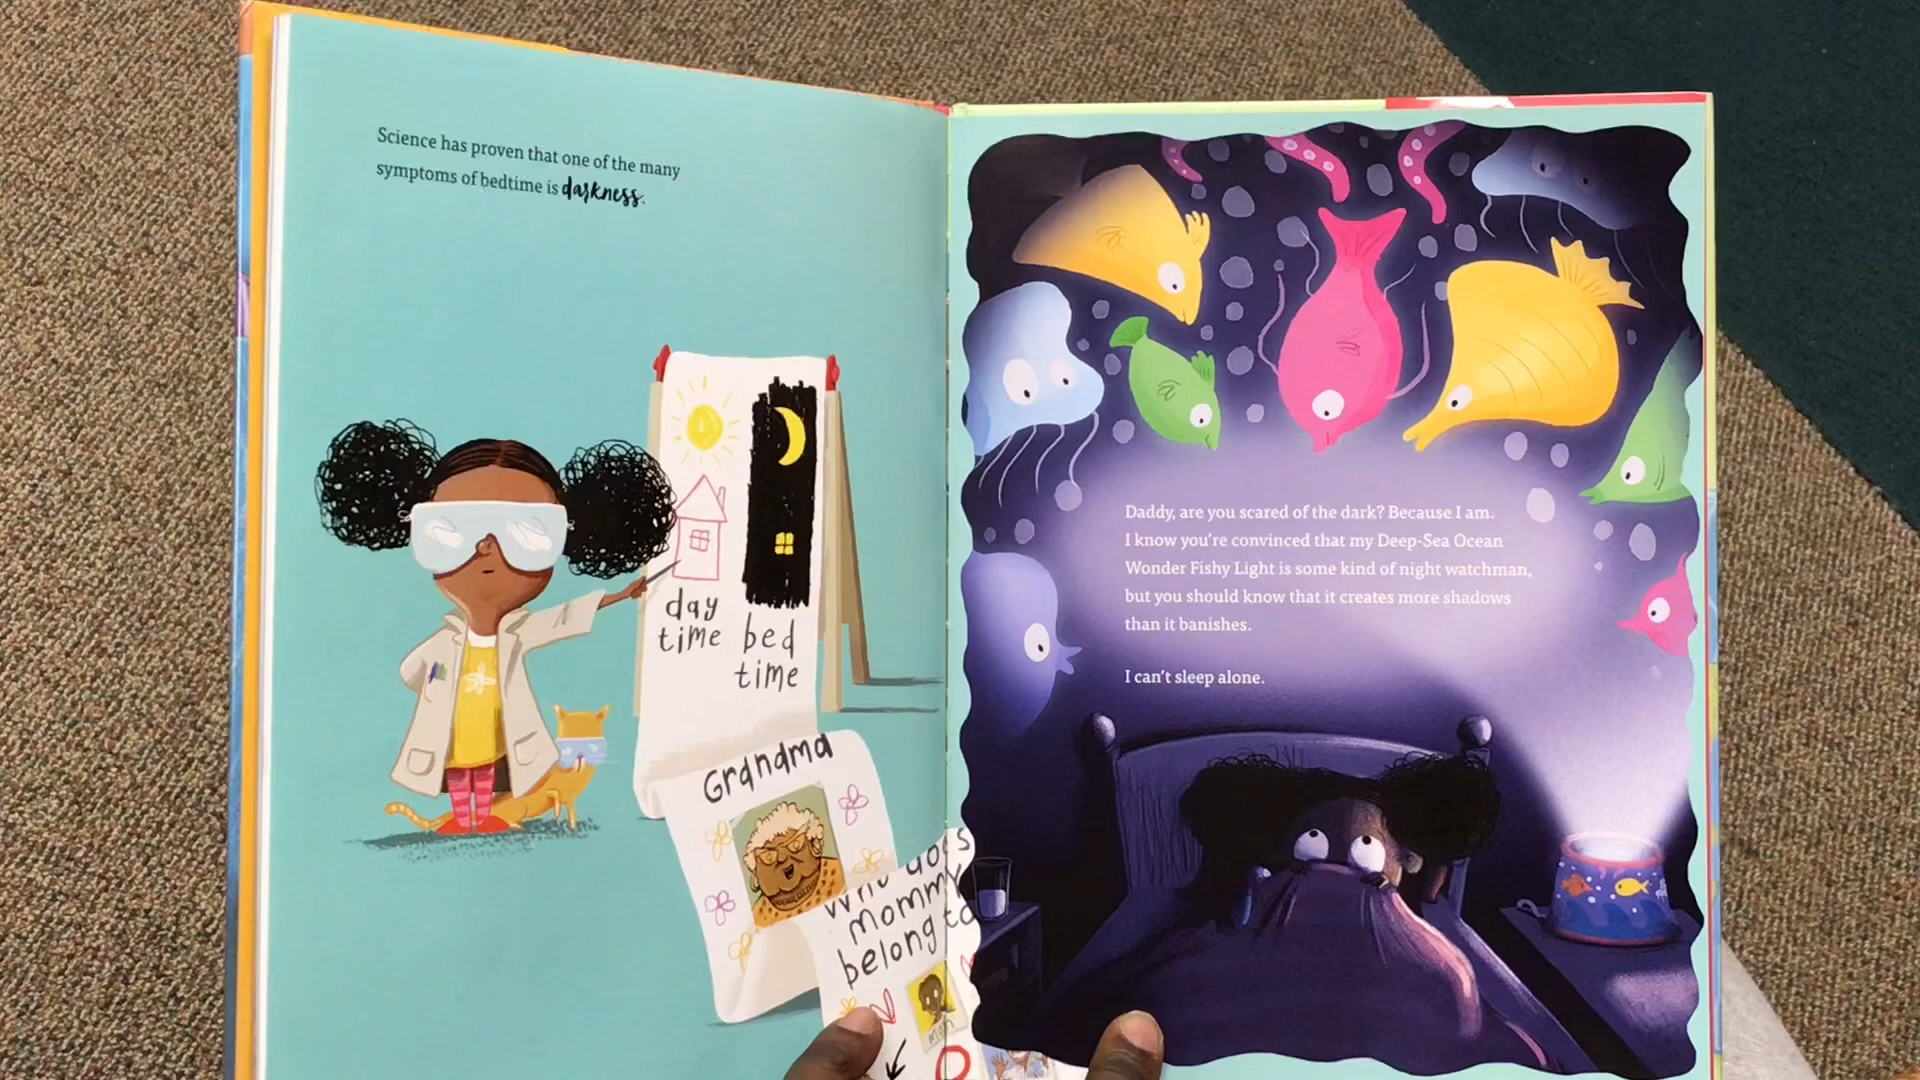 Science has proven that one of the many
symptoms of bedtime is darkness.
day
time
bed
time
Grandma
Who does
mommy
belong to
Daddy, are you scared of the dark? Because I am.
I know you're convinced that my Deep-Sea Ocean
Wonder Fishy Light is some kind of night watchman,
but you should know that it creates more shadows
than it banishes.
I can't sleep alone.